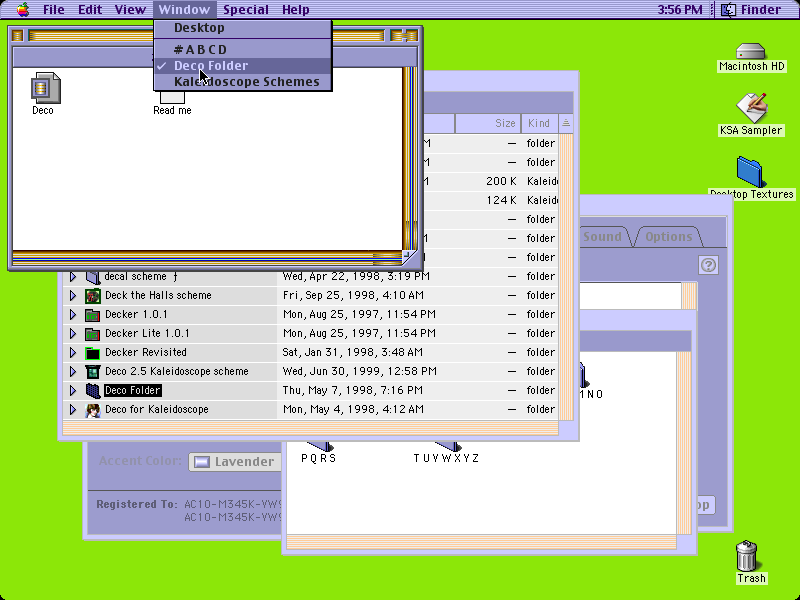 File Edit View Window Special Help 3:56 PM Finder
Desktop
# A B C D
✓ Deco Folder
Kaleidoscope Schemes
Deco
Read me
Macintosh HD
KSA Sampler
Desktop Textures
Size Kind
M — folder
M — folder
M 200 K Kaleid
124 K Kaleid
— folder
M — folder
— folder
decal scheme ƒ Wed, Apr 22, 1998, 3:19 PM — folder
Deck the Halls scheme Fri, Sep 25, 1998, 4:10 AM — folder
Decker 1.0.1 Mon, Aug 25, 1997, 11:54 PM — folder
Decker Lite 1.0.1 Mon, Aug 25, 1997, 11:54 PM — folder
Decker Revisited Sat, Jan 31, 1998, 3:48 AM — folder
Deco 2.5 Kaleidoscope scheme Wed, Jun 30, 1999, 12:58 PM — folder
Deco Folder Thu, May 7, 1998, 7:16 PM — folder
Deco for Kaleidoscope Mon, May 4, 1998, 4:12 AM — folder
Sound Options
?
N O
P Q R S
T U V W X Y Z
Accent Color: Lavender
Registered To: AC10-M345K-YW9
AC10-M345K-YW9
op
Trash